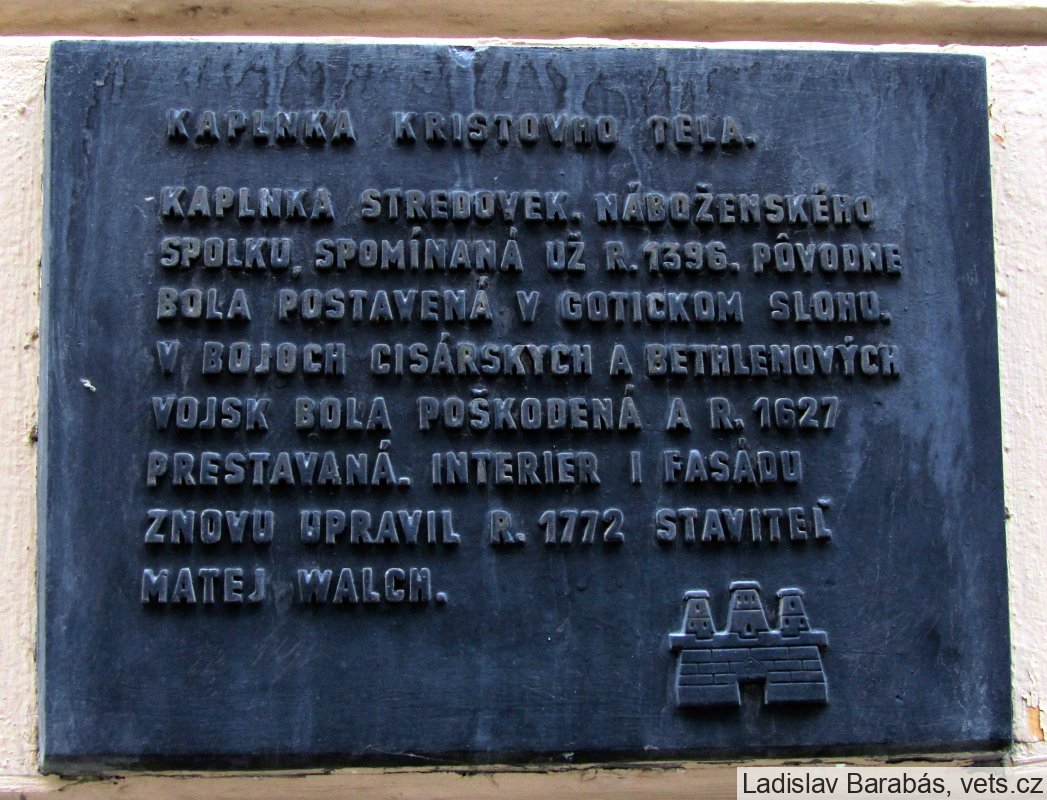 KAPLNKA KRISTOVHO TELA.
KAPLNKA STREDOVEK. NÁBOŽENSKÉHO
SPOLKU, SPOMÍNANÁ UŽ R. 1396. PÔVODNE
BOLA POSTAVENÁ V GOTICKOM SLOHU.
V BOJOCH CISÁRSKYCH A BETHLENOVÝCH
VOJSK BOLA POŠKODENÁ A R. 1627
PRESTAVANÁ. INTERIER I FASÁDU
ZNOVU UPRAVIL R. 1772 STAVITEĽ
MATEJ WALCH.
Ladislav Barabás, vets.cz